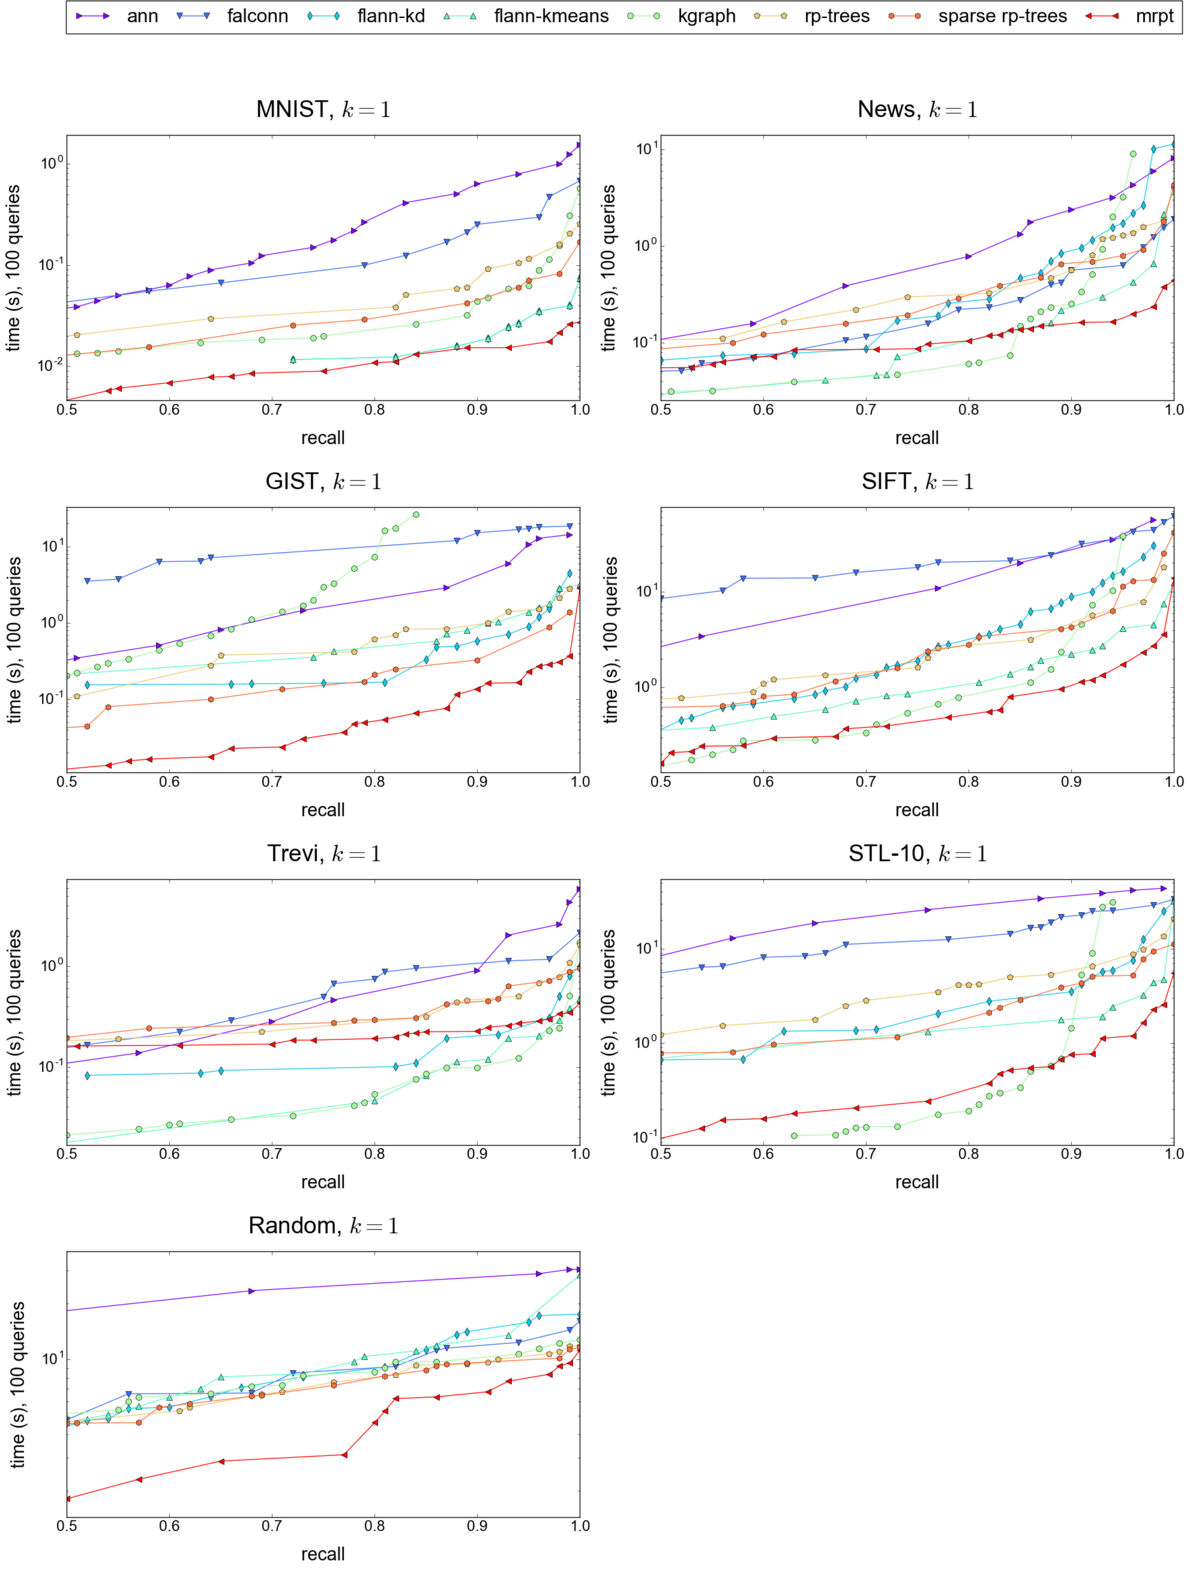 ann falconn flann-kd flann-kmeans kgraph rp-trees sparse rp-trees mrpt
MNIST, k = 1
time (s), 100 queries
10⁰
10⁻¹
10⁻²
0.5 0.6 0.7 0.8 0.9 1.0
recall
News, k = 1
time (s), 100 queries
10¹
10⁰
10⁻¹
0.5 0.6 0.7 0.8 0.9 1.0
recall
GIST, k = 1
time (s), 100 queries
10¹
10⁰
10⁻¹
0.5 0.6 0.7 0.8 0.9 1.0
recall
SIFT, k = 1
time (s), 100 queries
10¹
10⁰
0.5 0.6 0.7 0.8 0.9 1.0
recall
Trevi, k = 1
time (s), 100 queries
10⁰
10⁻¹
0.5 0.6 0.7 0.8 0.9 1.0
recall
STL-10, k = 1
time (s), 100 queries
10¹
10⁰
10⁻¹
0.5 0.6 0.7 0.8 0.9 1.0
recall
Random, k = 1
time (s), 100 queries
10¹
0.5 0.6 0.7 0.8 0.9 1.0
recall